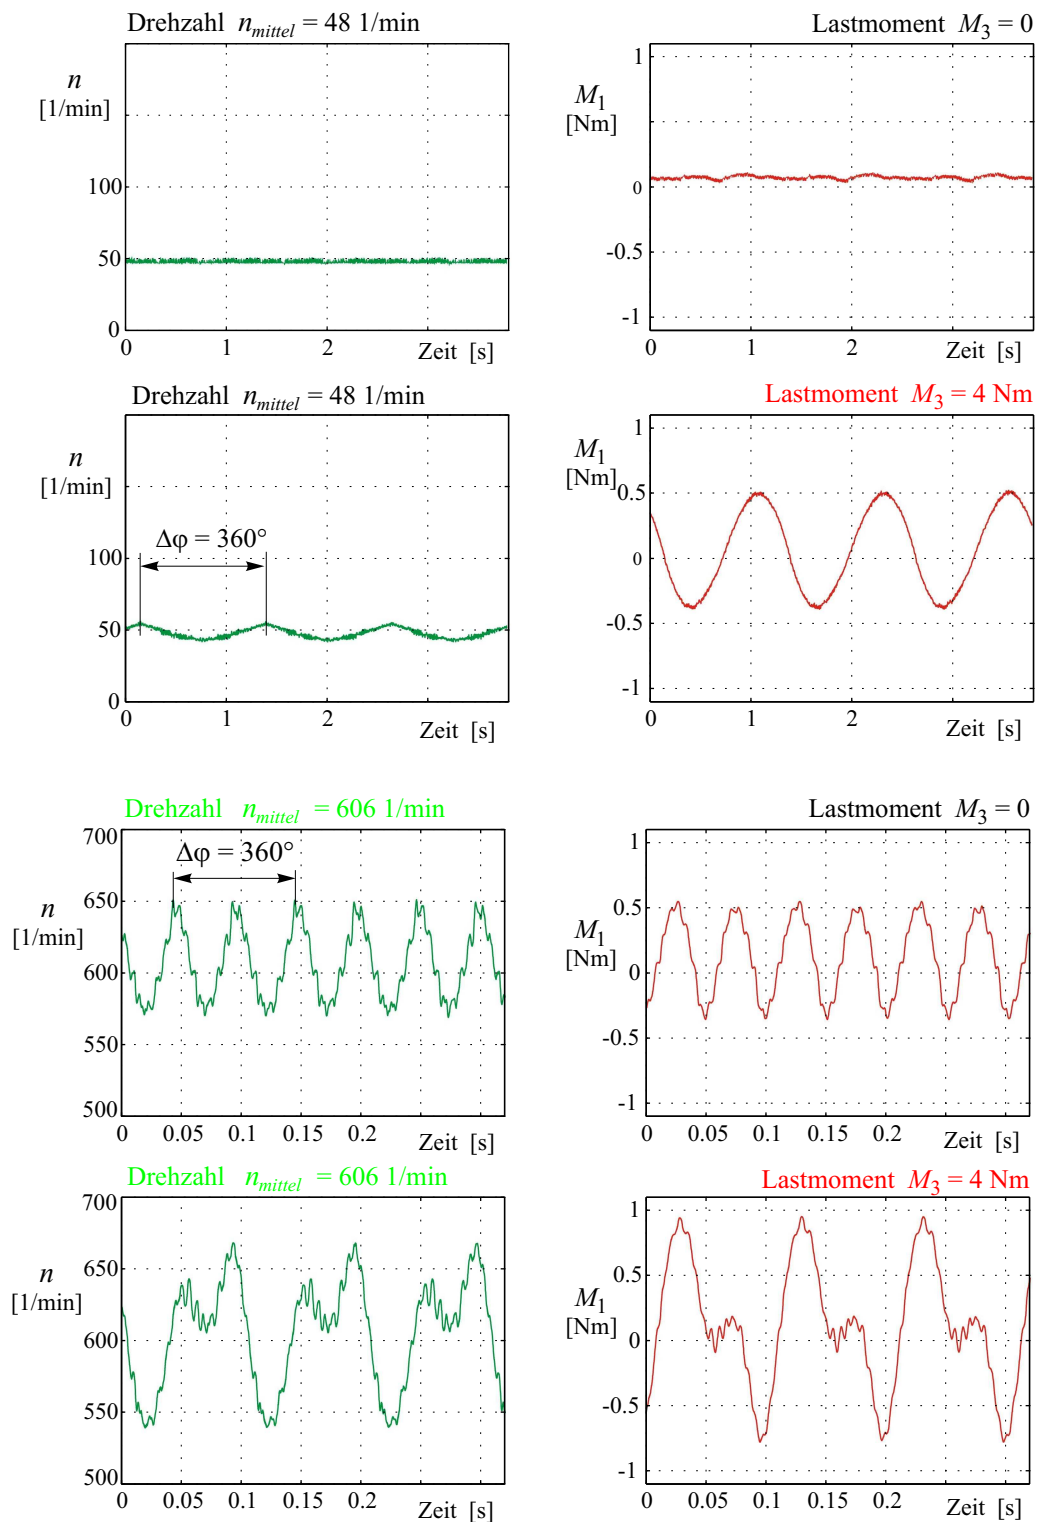 Drehzahl n_mittel = 48 1/min
Lastmoment M_3 = 0
n
[1/min]
100
50
0
0 1 2 Zeit [s]
1
M_1
[Nm]
0
-0.5
-1
0 1 2 Zeit [s]
Drehzahl n_mittel = 48 1/min
Lastmoment M_3 = 4 Nm
n
[1/min]
Δφ = 360°
100
50
0
0 1 2 Zeit [s]
1
M_1
[Nm] 0.5
0
-0.5
-1
0 1 2 Zeit [s]
Drehzahl n_mittel = 606 1/min
Lastmoment M_3 = 0
700
Δφ = 360°
650
n
[1/min]
600
550
500
0 0.05 0.1 0.15 0.2 Zeit [s]
1
0.5
M_1
[Nm]
0
-0.5
-1
0 0.05 0.1 0.15 0.2 Zeit [s]
Drehzahl n_mittel = 606 1/min
Lastmoment M_3 = 4 Nm
700
n
650
[1/min]
600
550
500
0 0.05 0.1 0.15 0.2 Zeit [s]
1
0.5
M_1
[Nm]
0
-0.5
-1
0 0.05 0.1 0.15 0.2 Zeit [s]